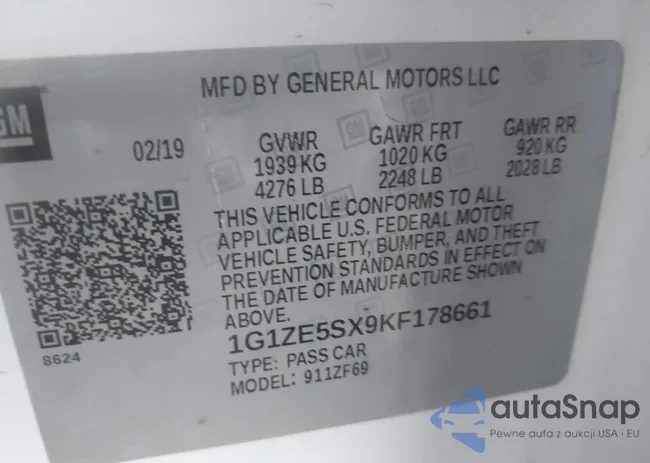 MFD BY GENERAL MOTORS LLC
GM
02/19
GVWR
1939 KG
4276 LB
GAWR FRT
1020 KG
2248 LB
GAWR RR
920 KG
2028 LB
THIS VEHICLE CONFORMS TO ALL
APPLICABLE U.S. FEDERAL MOTOR
VEHICLE SAFETY, BUMPER, AND THEFT
PREVENTION STANDARDS IN EFFECT ON
THE DATE OF MANUFACTURE SHOWN
ABOVE.
1G1ZE5SX9KF178661
TYPE: PASS CAR
MODEL: 911ZF69
8624
autaSnap
Pewne auta z aukcji USA i EU